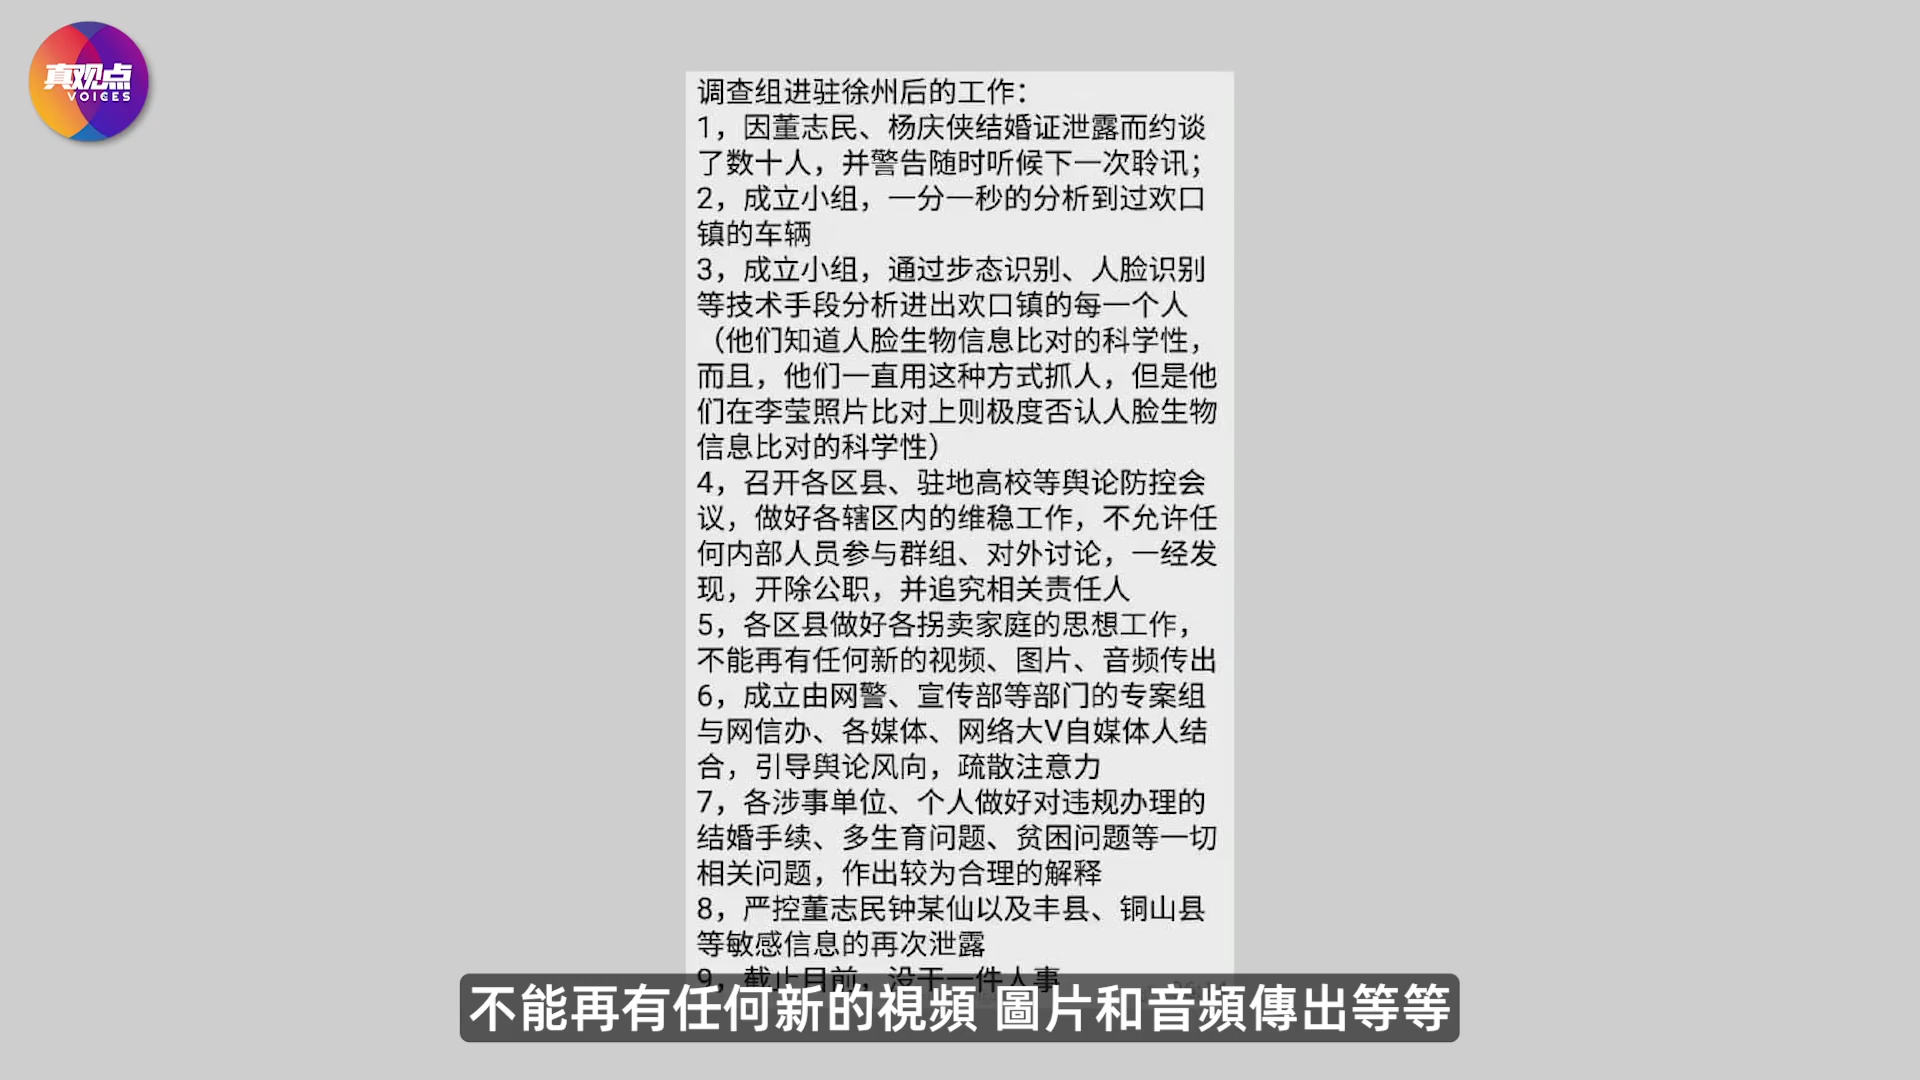 真观点
VOICES
调查组进驻徐州后的工作：
1，因董志民、杨庆侠结婚证泄露而约谈
了数十人，并警告随时听候下一次聆讯；
2，成立小组，一分一秒的分析到过欢口
镇的车辆
3，成立小组，通过步态识别、人脸识别
等技术手段分析进出欢口镇的每一个人
（他们知道人脸生物信息比对的科学性，
而且，他们一直用这种方式抓人，但是他
们在李莹照片比对上则极度否认人脸生物
信息比对的科学性）
4，召开各区县、驻地高校等舆论防控会
议，做好各辖区内的维稳工作，不允许任
何内部人员参与群组、对外讨论，一经发
现，开除公职，并追究相关责任人
5，各区县做好各拐卖家庭的思想工作，
不能再有任何新的视频、图片、音频传出
6，成立由网警、宣传部等部门的专案组
与网信办、各媒体、网络大V自媒体人结
合，引导舆论风向，疏散注意力
7，各涉事单位、个人做好对违规办理的
结婚手续、多生育问题、贫困问题等一切
相关问题，作出较为合理的解释
8，严控董志民钟某仙以及丰县、铜山县
等敏感信息的再次泄露
9，截止目前，没干一件人事
不能再有任何新的視頻 圖片和音頻傳出等等